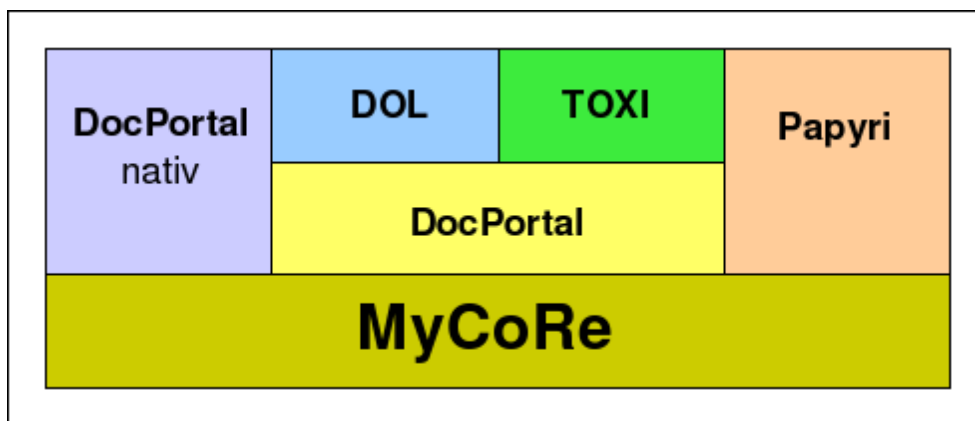 DocPortal
nativ
DOL
TOXI
Papyri
DocPortal
MyCoRe